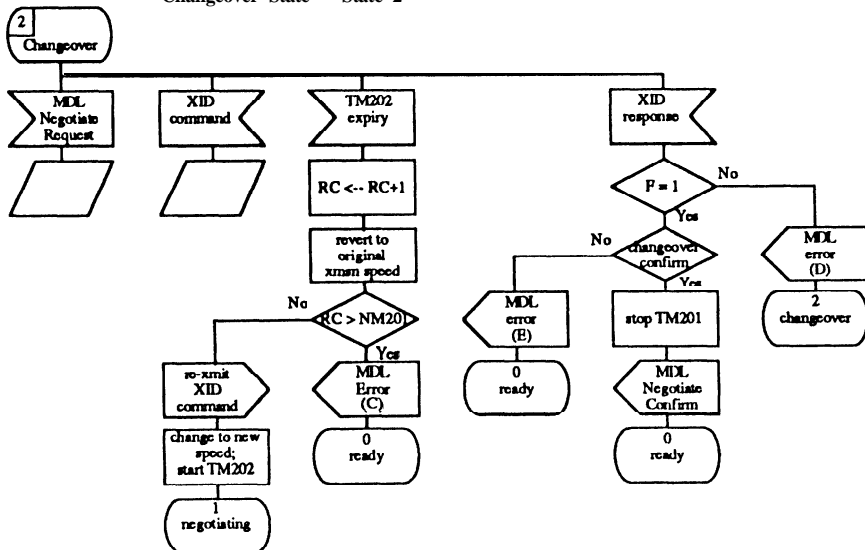 Changeover State - State 2
2
Changeover
MDL
Negotiate
Request
XID
command
TM202
expiry
XID
response
RC <-- RC+1
F = 1
No
Yes
revert to
original
xmsn speed
No
changeover
confirm
Yes
MDL
error
(D)
2
changeover
No
RC > NM201
Yes
MDL
error
(E)
0
ready
stop TM201
re-xmit
XID
command
MDL
Error
(C)
MDL
Negotiate
Confirm
change to new
speed;
start TM202
0
ready
0
ready
1
negotiating